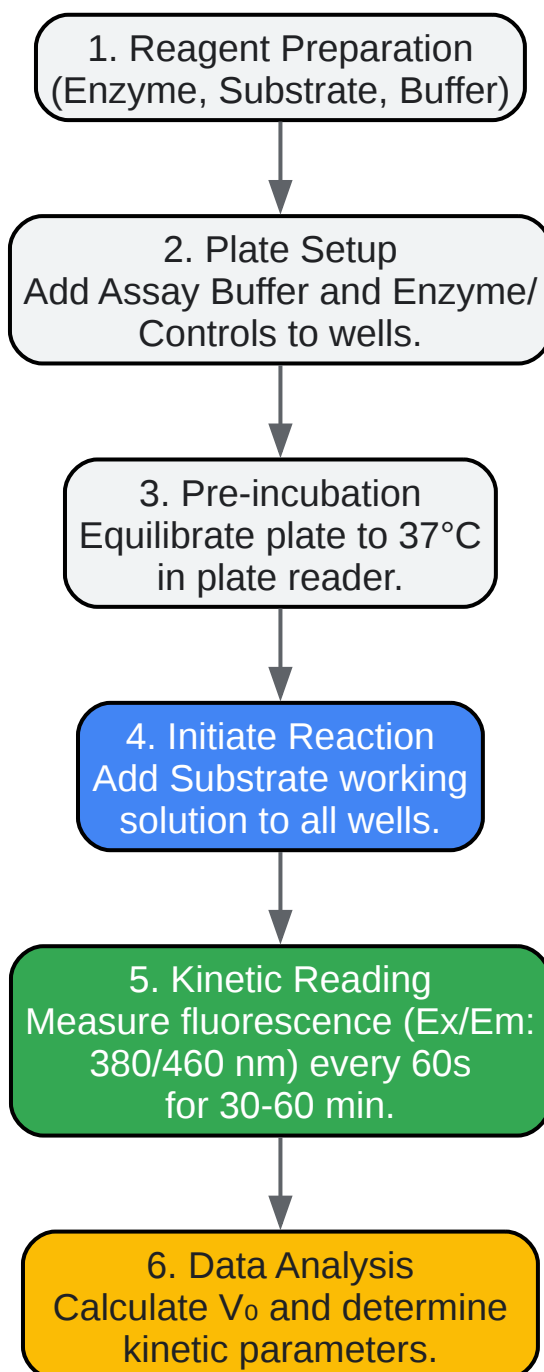 1. Reagent Preparation
(Enzyme, Substrate, Buffer)
2. Plate Setup
Add Assay Buffer and Enzyme/
Controls to wells.
3. Pre-incubation
Equilibrate plate to 37°C
in plate reader.
4. Initiate Reaction
Add Substrate working
solution to all wells.
5. Kinetic Reading
Measure fluorescence (Ex/Em:
380/460 nm) every 60s
for 30-60 min.
6. Data Analysis
Calculate V₀ and determine
kinetic parameters.